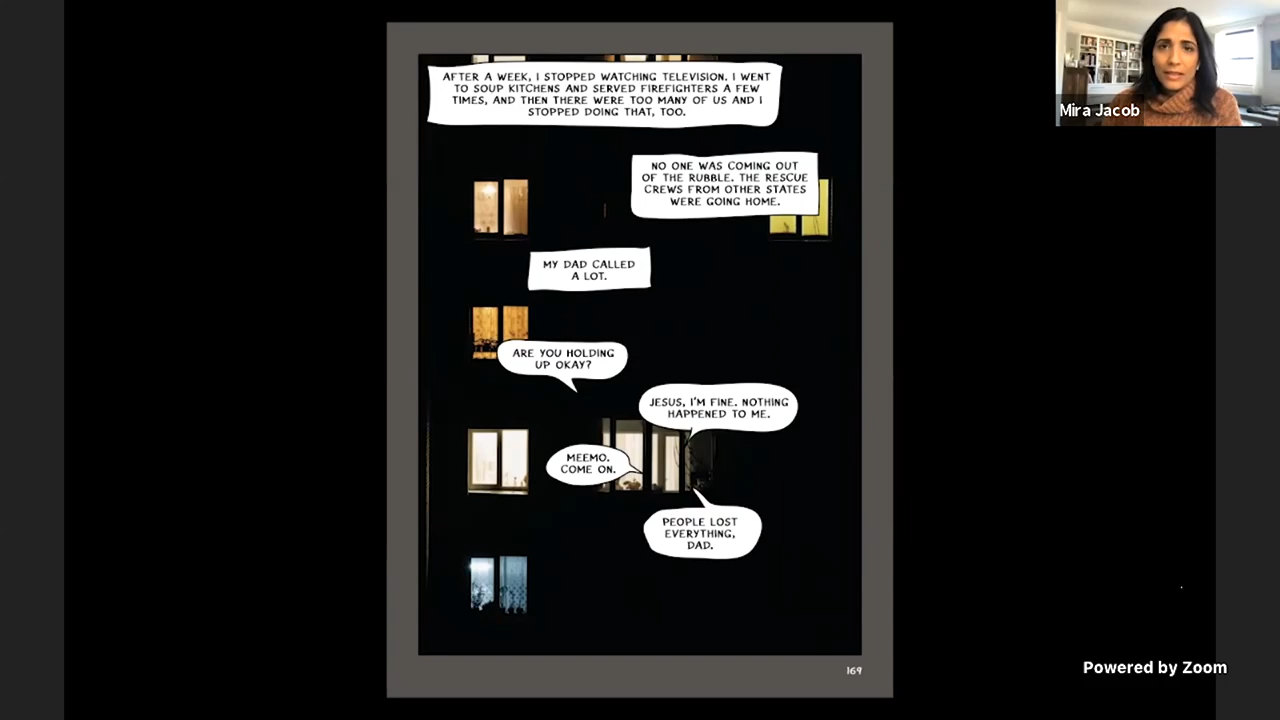 AFTER A WEEK, I STOPPED WATCHING TELEVISION. I WENT
TO SOUP KITCHENS AND SERVED FIREFIGHTERS A FEW
TIMES, AND THEN THERE WERE TOO MANY OF US AND I
STOPPED DOING THAT, TOO.
Mira Jacob
NO ONE WAS COMING OUT
OF THE RUBBLE. THE RESCUE
CREWS FROM OTHER STATES
WERE GOING HOME.
MY DAD CALLED
A LOT.
ARE YOU HOLDING
UP OKAY?
JESUS, I'M FINE. NOTHING
HAPPENED TO ME.
MEEMO.
COME ON.
PEOPLE LOST
EVERYTHING,
DAD.
169
Powered by Zoom